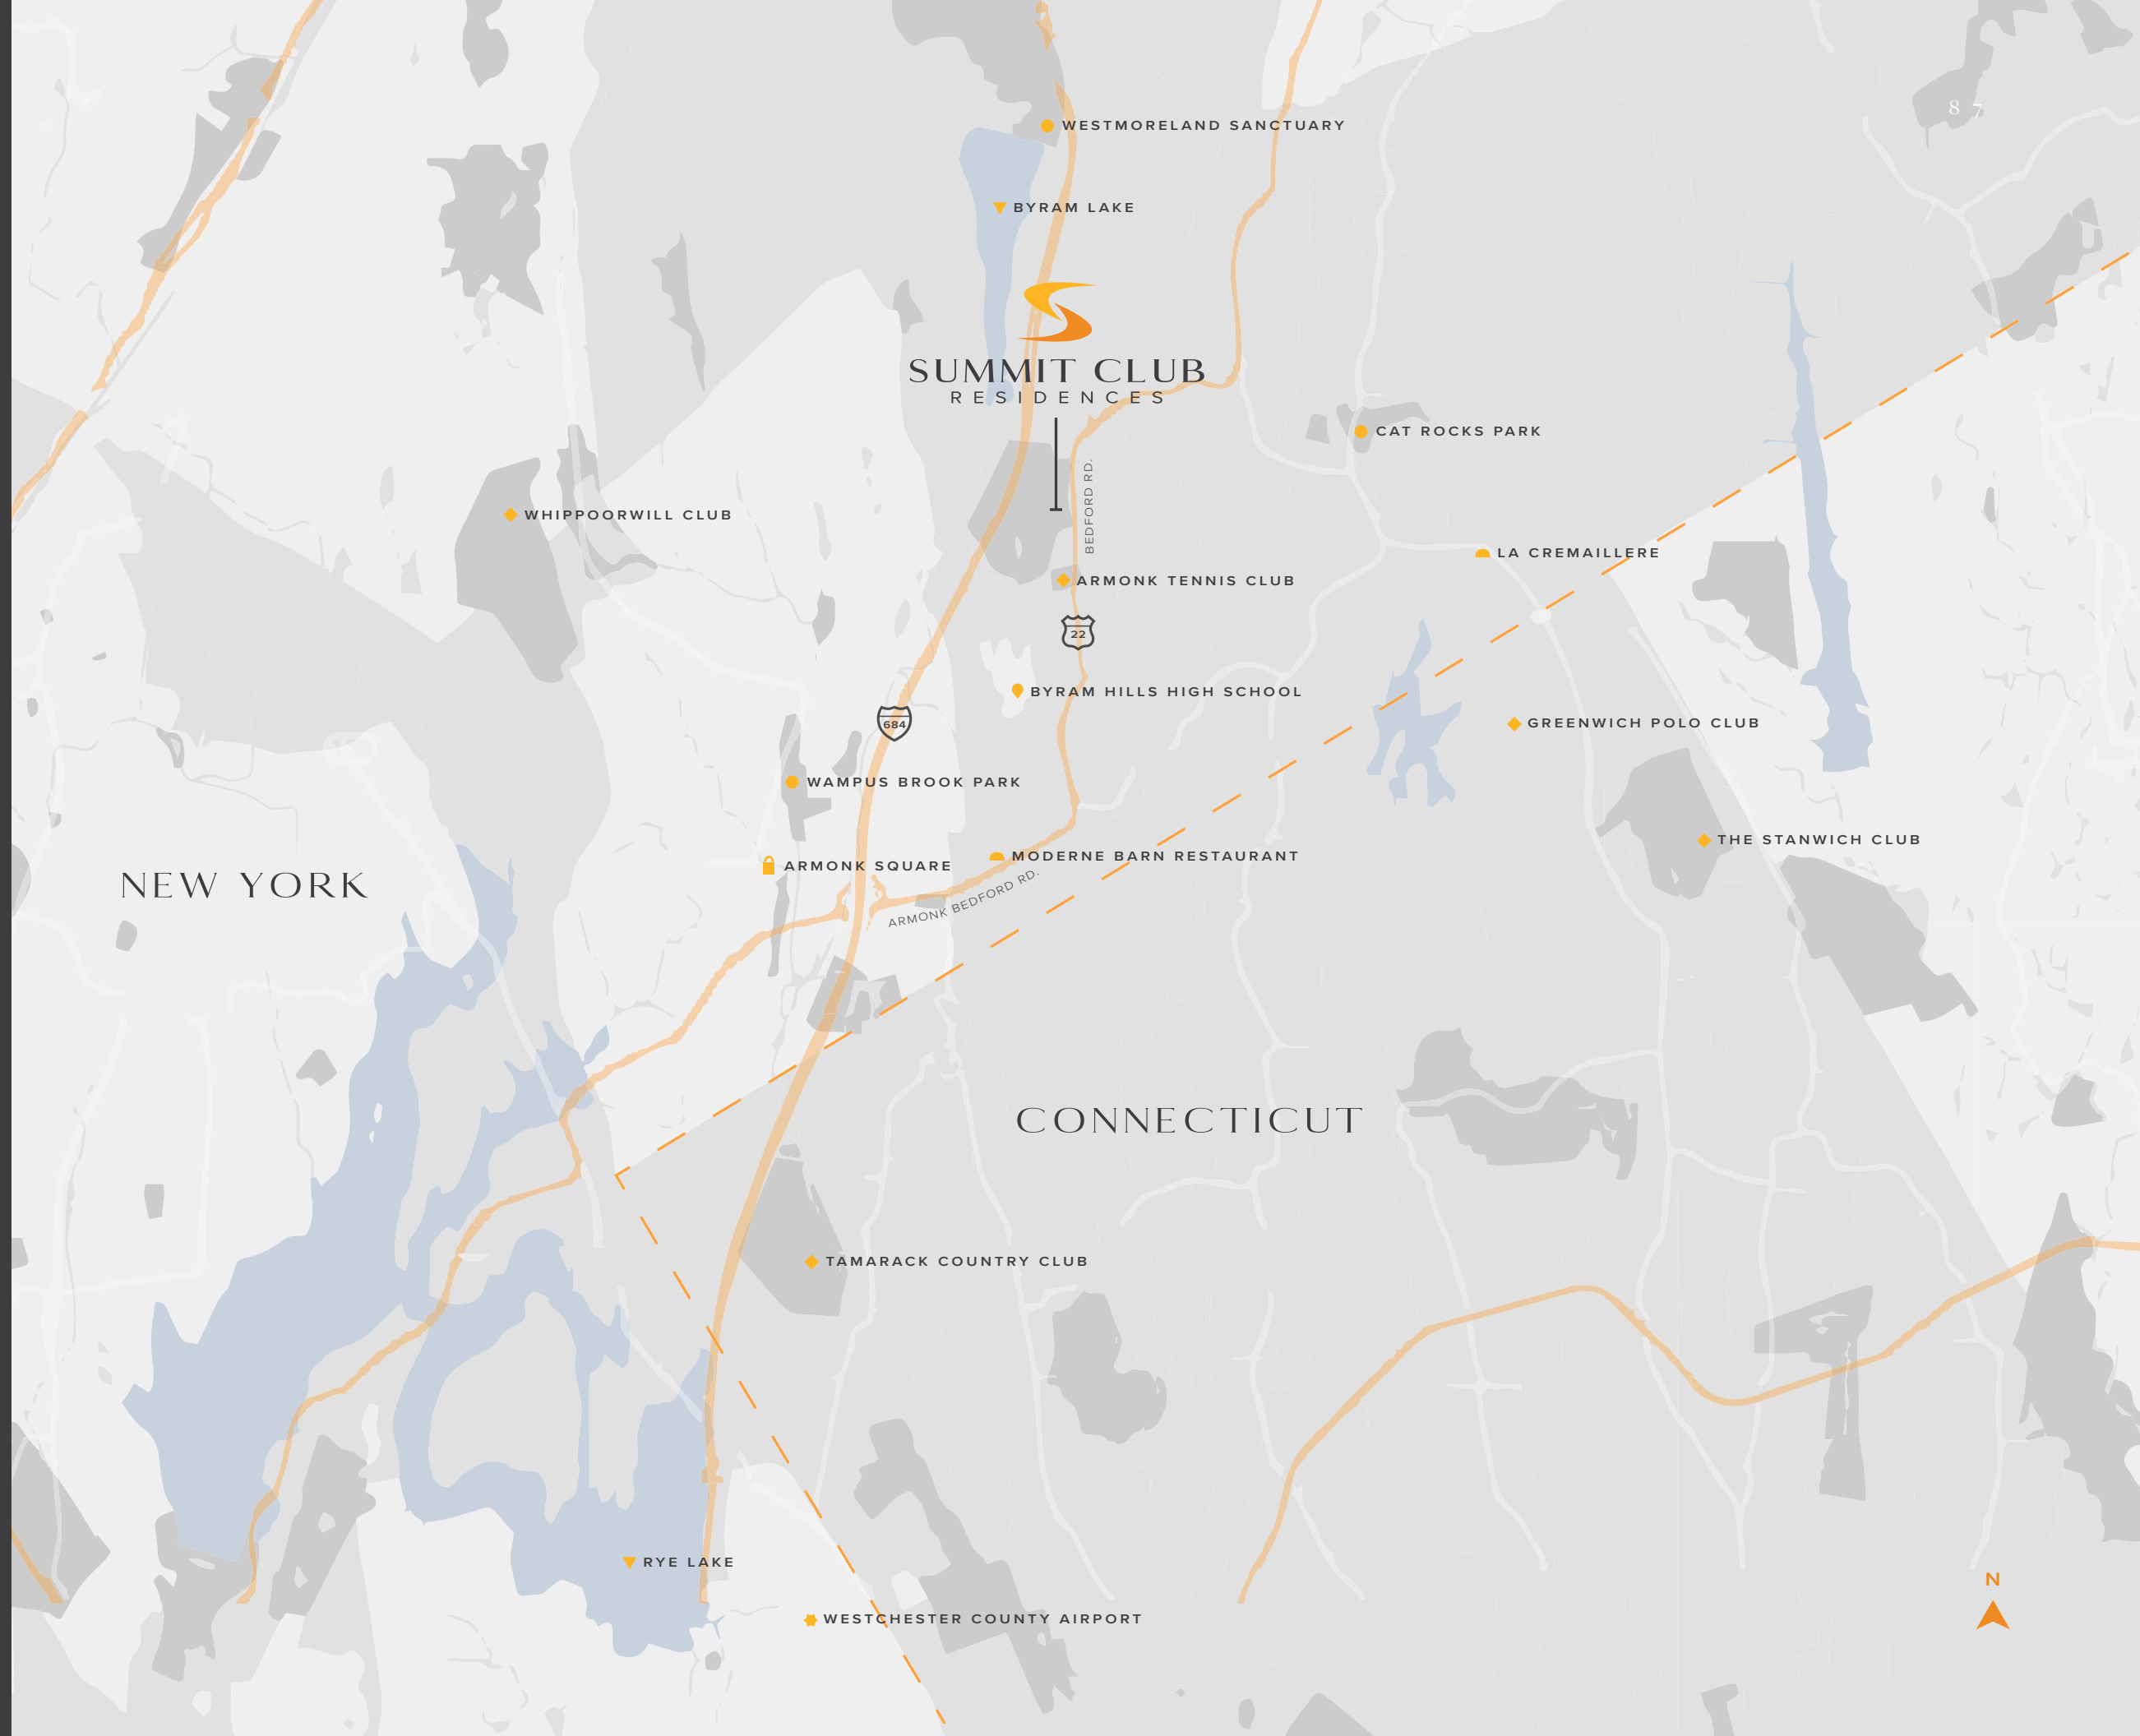 8 7
WESTMORELAND SANCTUARY
BYRAM LAKE
SUMMIT CLUB
RESIDENCES
CAT ROCKS PARK
BEDFORD RD.
WHIPPOORWILL CLUB
LA CREMAILLERE
ARMONK TENNIS CLUB
22
BYRAM HILLS HIGH SCHOOL
684
GREENWICH POLO CLUB
WAMPUS BROOK PARK
THE STANWICH CLUB
MODERNE BARN RESTAURANT
ARMONK SQUARE
NEW YORK
ARMONK BEDFORD RD.
CONNECTICUT
TAMARACK COUNTRY CLUB
RYE LAKE
N
WESTCHESTER COUNTY AIRPORT